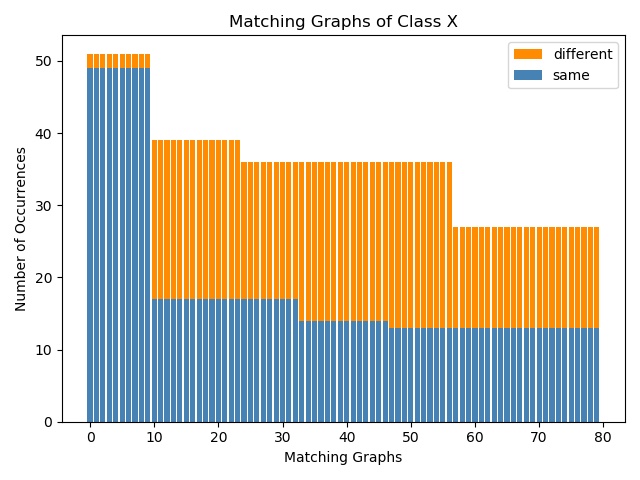 Matching Graphs of Class X
different
same
Number of Occurrences
50
40
30
20
10
0
0 10 20 30 40 50 60 70 80
Matching Graphs